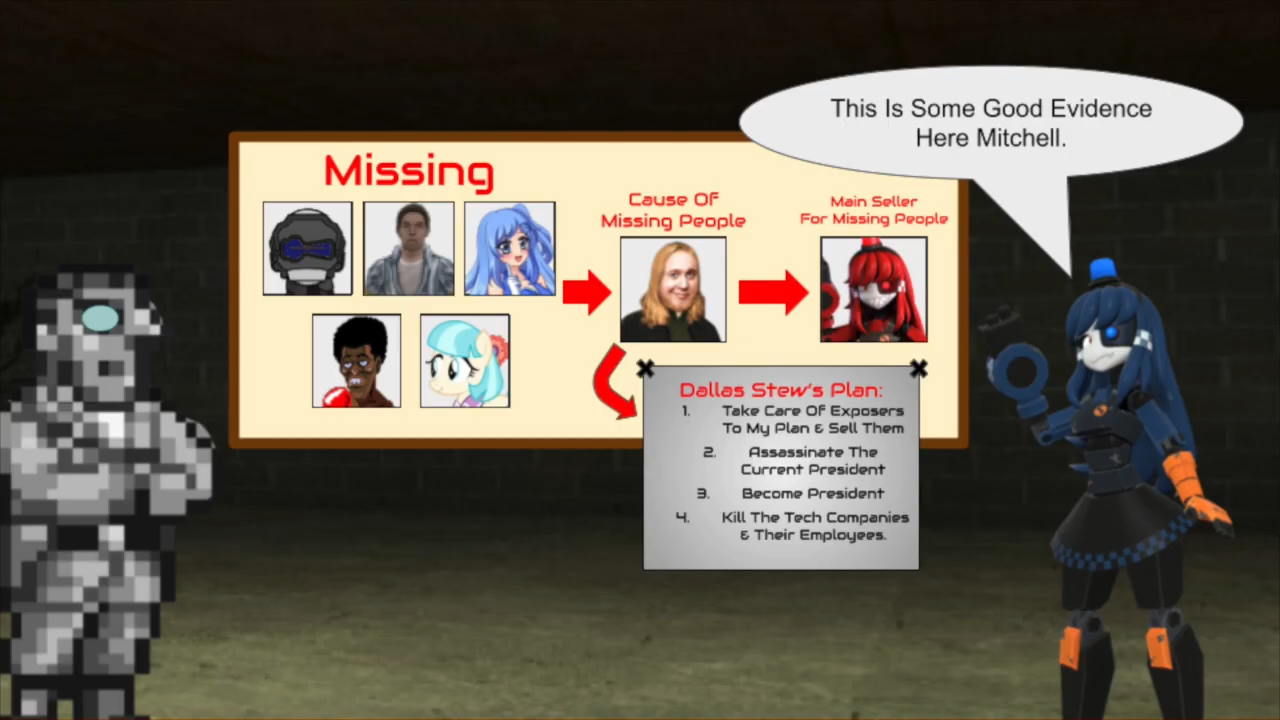 This Is Some Good Evidence
Here Mitchell.
Missing
Cause Of
Missing People
Main Seller
For Missing People
Dallas Stew's Plan:
1. Take Care Of Exposers
To My Plan & Sell Them
2. Assassinate The
Current President
3. Become President
4. Kill The Tech Companies
& Their Employees.